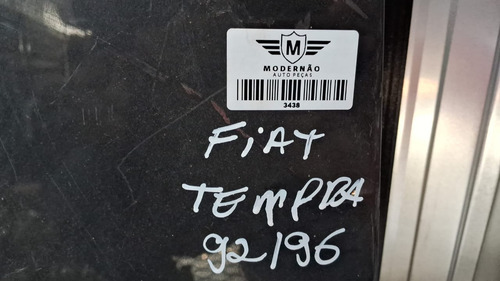 M
MODERNÃO
AUTO PEÇAS
3438
FiAT
TEMPRA
92/96